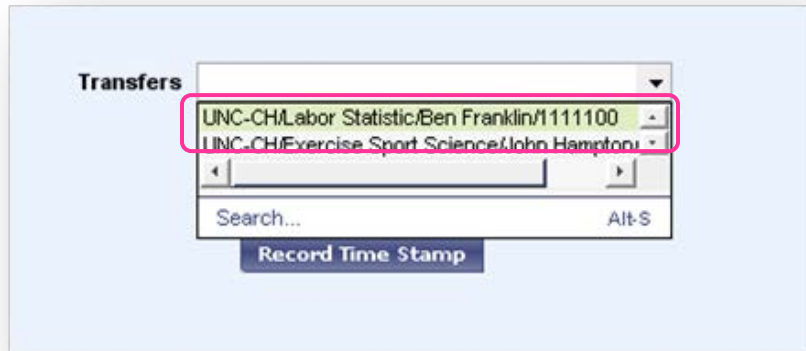 Transfers
UNC-CH/Labor Statistic/Ben Franklin/1111100
UNC-CH/Exercise Sport Science/John Hampton/
Search... Alt-S
Record Time Stamp